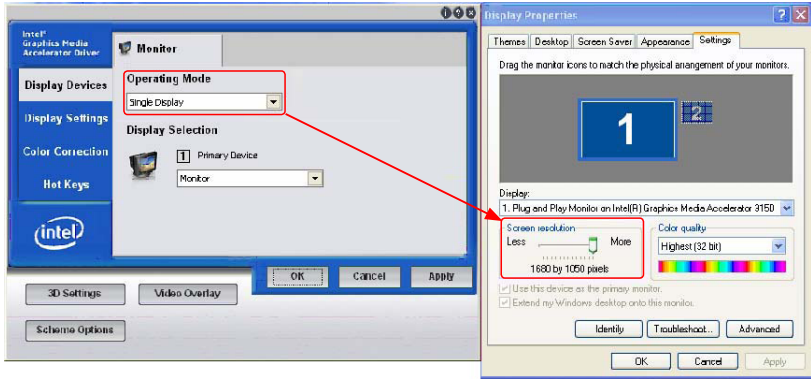 Intel®
Graphics Media
Accelerator Driver
Monitor
Display Devices
Display Settings
Color Correction
Hot Keys
intel
Operating Mode
Single Display
Display Selection
1 Primary Device
Monitor
OK Cancel Apply
3D Settings Video Overlay
Scheme Options
Display Properties
Themes Desktop Screen Saver Appearance Settings
Drag the monitor icons to match the physical arrangement of your monitors.
1 2
Display:
1. Plug and Play Monitor on Intel(R) Graphics Media Accelerator 3150
Screen resolution Color quality
Less More Highest (32 bit)
1680 by 1050 pixels
Use this device as the primary monitor.
Extend my Windows desktop onto this monitor.
Identify Troubleshoot... Advanced
OK Cancel Apply